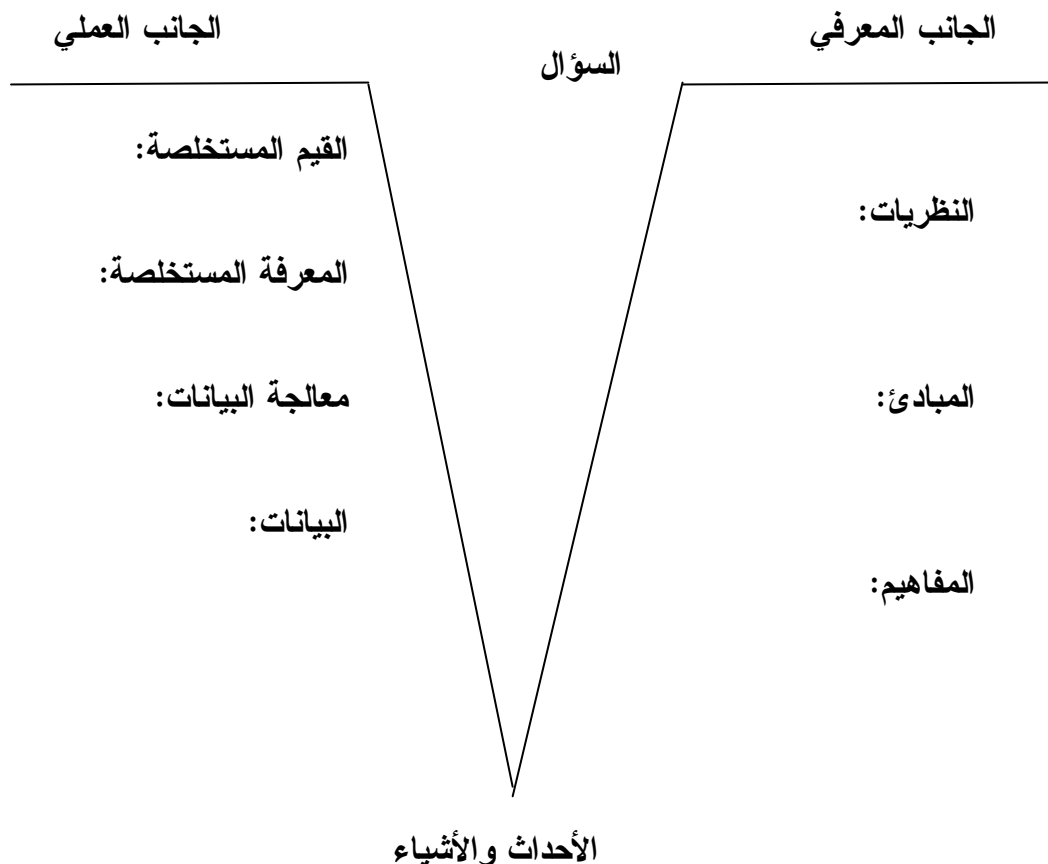 الجانب المعرفي
السؤال
الجانب العملي
النظريات:
المبادئ:
المفاهيم:
القيم المستخلصة:
المعرفة المستخلصة:
معالجة البيانات:
البيانات:
الأحداث والأشياء